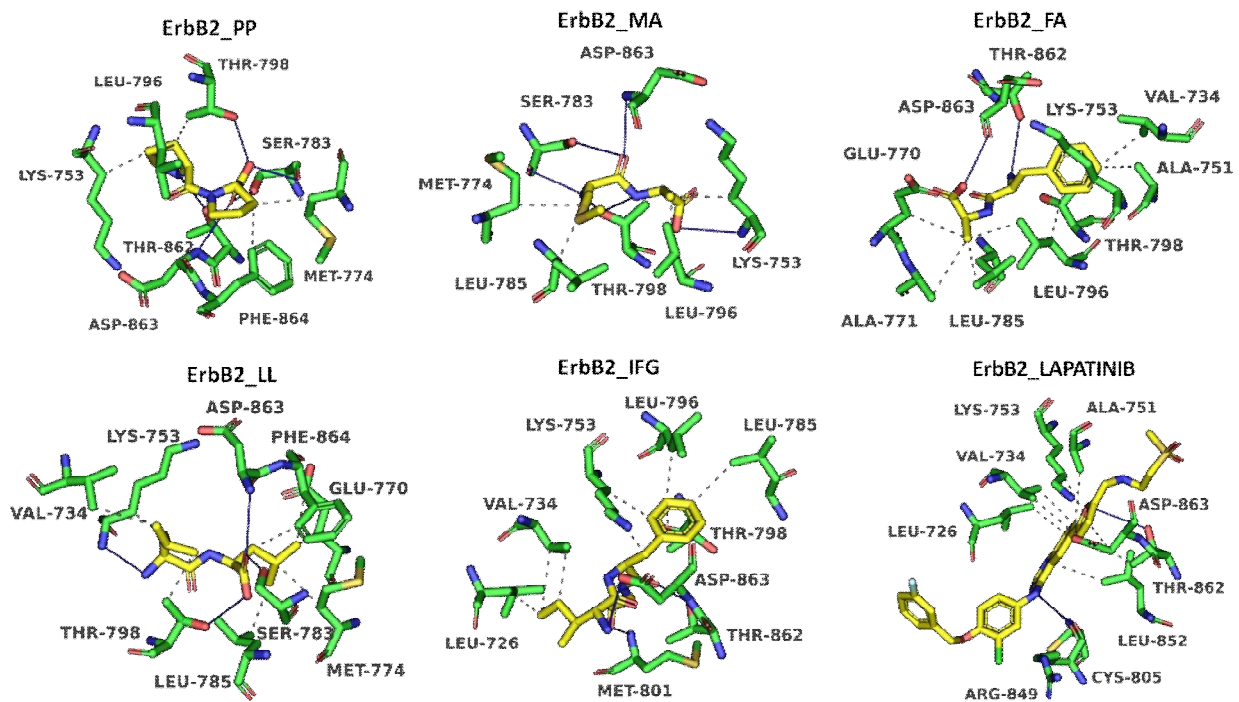 ErbB2_PP
THR-798
LEU-796
SER-783
LYS-753
THR-862
MET-774
ASP-863
PHE-864
ErbB2_MA
ASP-863
SER-783
MET-774
LEU-785
THR-798
LYS-753
LEU-796
ErbB2_FA
THR-862
ASP-863
LYS-753
VAL-734
GLU-770
ALA-751
THR-798
LEU-796
ALA-771
LEU-785
ErbB2_LL
ASP-863
LYS-753
PHE-864
GLU-770
VAL-734
THR-798
SER-783
MET-774
LEU-785
ErbB2_IFG
LEU-796
LYS-753
LEU-785
VAL-734
THR-798
ASP-863
LEU-726
THR-862
MET-801
ErbB2_LAPATINIB
LYS-753
ALA-751
VAL-734
ASP-863
LEU-726
THR-862
LEU-852
CYS-805
ARG-849